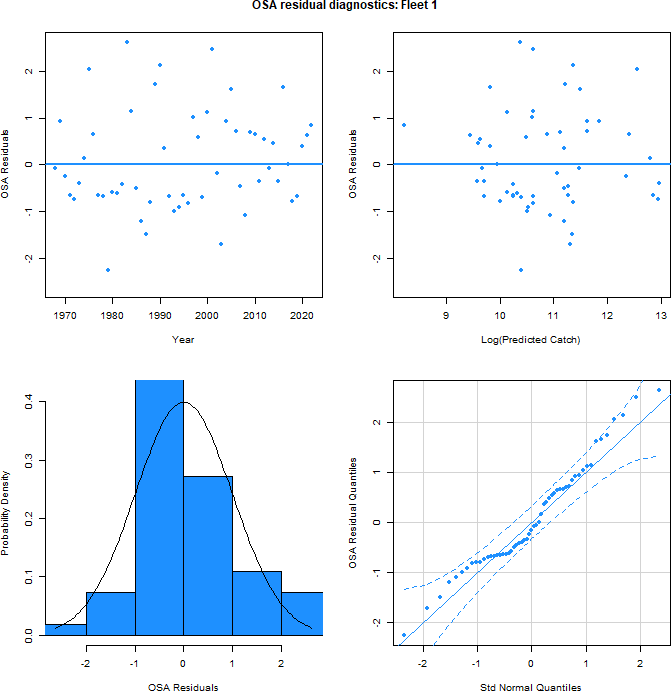 OSA residual diagnostics: Fleet 1
OSA Residuals
2
1
0
-1
-2
1970 1980 1990 2000 2010 2020
Year
OSA Residuals
2
1
0
-1
-2
9 10 11 12 13
Log(Predicted Catch)
Probability Density
0.4
0.3
0.2
0.1
0.0
-2 -1 0 1 2
OSA Residuals
OSA Residual Quantiles
2
1
0
-1
-2
-2 -1 0 1 2
Std Normal Quantiles